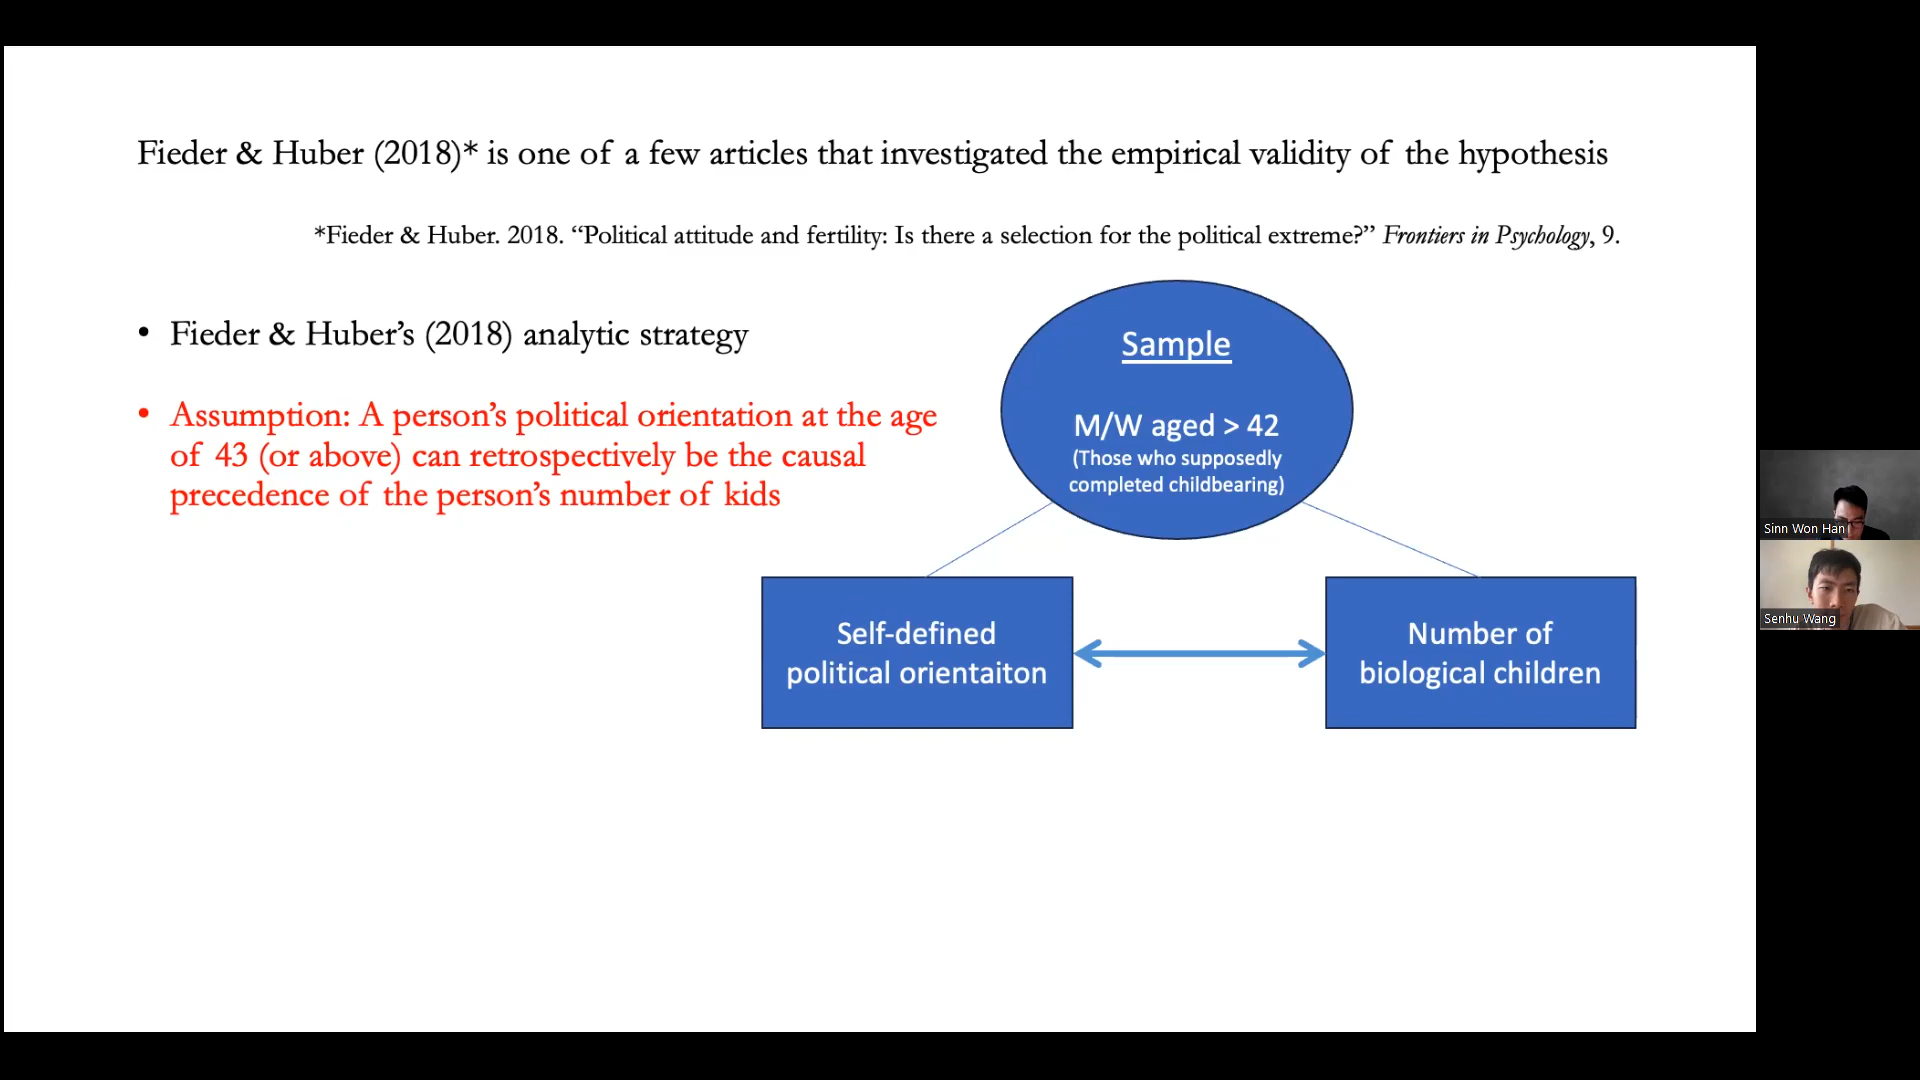 Fieder & Huber (2018)* is one of a few articles that investigated the empirical validity of the hypothesis
*Fieder & Huber. 2018. “Political attitude and fertility: Is there a selection for the political extreme?” Frontiers in Psychology, 9.
• Fieder & Huber’s (2018) analytic strategy
• Assumption: A person’s political orientation at the age
of 43 (or above) can retrospectively be the causal
precedence of the person’s number of kids
Sample
M/W aged > 42
(Those who supposedly
completed childbearing)
Self-defined
political orientaiton
Number of
biological children
Sinn Won Han
Senhu Wang